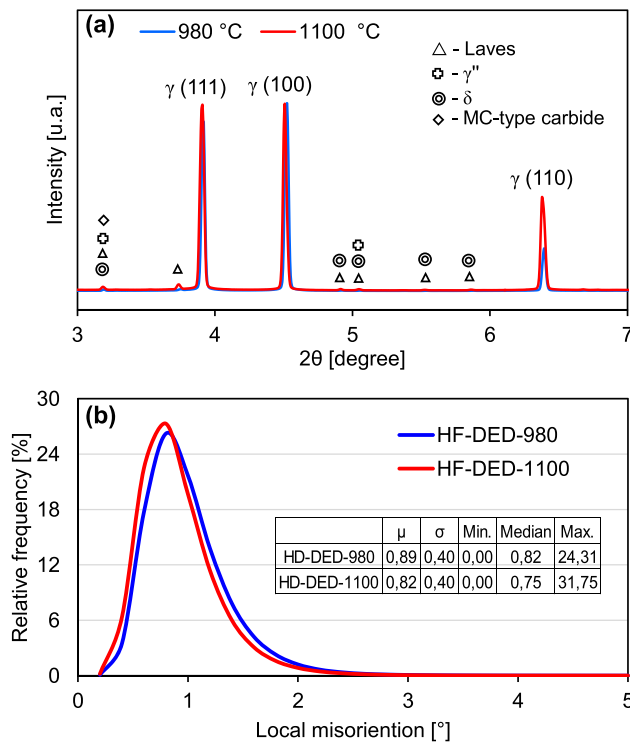 (a)
980 °C
1100 °C
- Laves
- γ''
- δ
- MC-type carbide
γ (111)
γ (100)
γ (110)
Intensity [u.a.]
3 4 5 6 7
2θ [degree]
(b)
30
24
18
12
6
0
Relative frequency [%]
HF-DED-980
HF-DED-1100
μ σ Min. Median Max.
HD-DED-980 0,89 0,40 0,00 0,82 24,31
HD-DED-1100 0,82 0,40 0,00 0,75 31,75
0 1 2 3 4 5
Local misoriention [°]